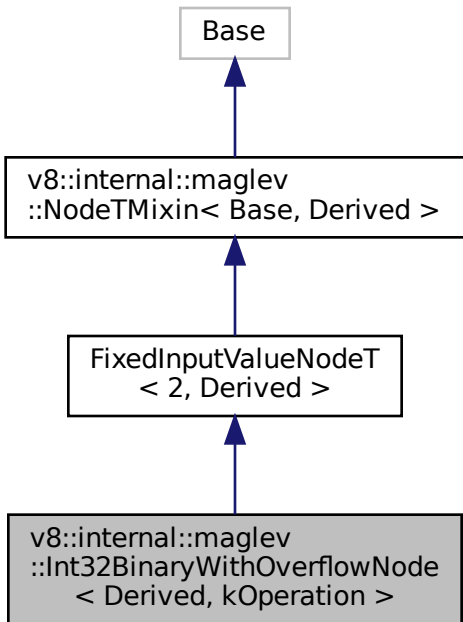 Base
v8::internal::maglev
::NodeTMixin< Base, Derived >
FixedInputValueNodeT
< 2, Derived >
v8::internal::maglev
::Int32BinaryWithOverflowNode
< Derived, kOperation >